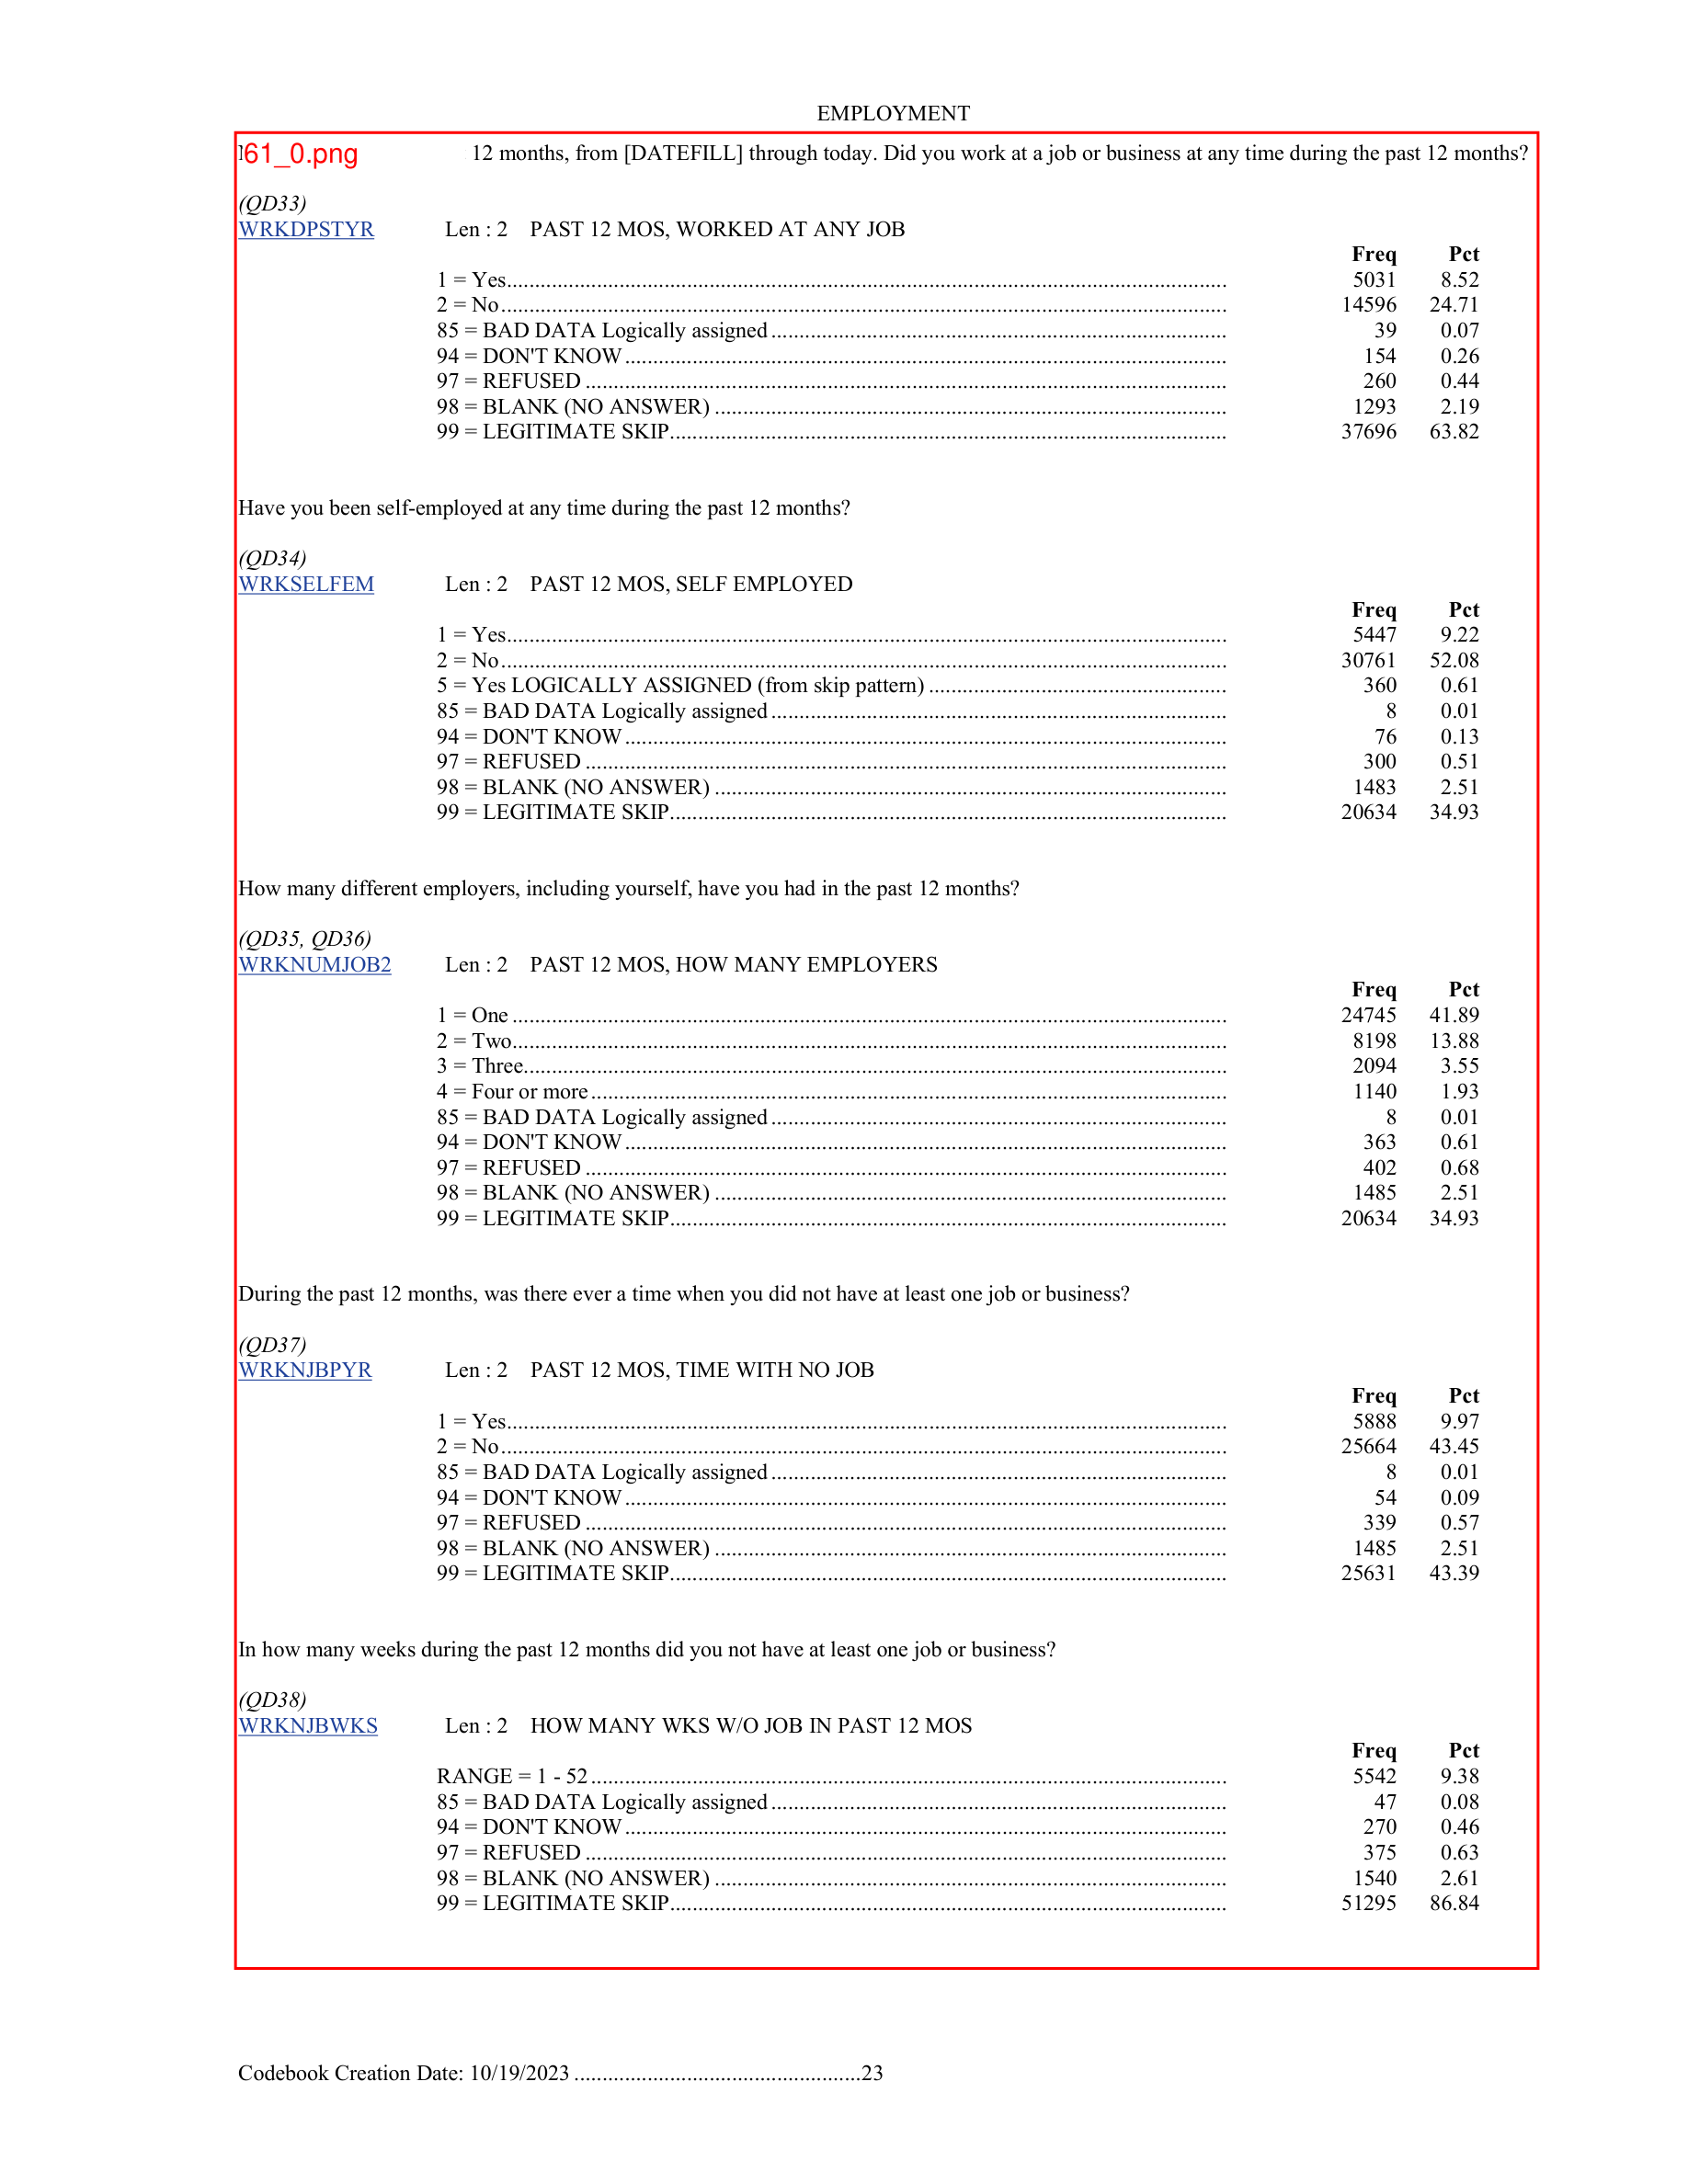 EMPLOYMENT
61_0.png 12 months, from [DATEFILL] through today. Did you work at a job or business at any time during the past 12 months?
(QD33)
WRKDPSTYR Len : 2 PAST 12 MOS, WORKED AT ANY JOB
Freq Pct
1 = Yes 5031 8.52
2 = No 14596 24.71
85 = BAD DATA Logically assigned 39 0.07
94 = DON'T KNOW 154 0.26
97 = REFUSED 260 0.44
98 = BLANK (NO ANSWER) 1293 2.19
99 = LEGITIMATE SKIP 37696 63.82
Have you been self-employed at any time during the past 12 months?
(QD34)
WRKSELFEM Len : 2 PAST 12 MOS, SELF EMPLOYED
Freq Pct
1 = Yes 5447 9.22
2 = No 30761 52.08
5 = Yes LOGICALLY ASSIGNED (from skip pattern) 360 0.61
85 = BAD DATA Logically assigned 8 0.01
94 = DON'T KNOW 76 0.13
97 = REFUSED 300 0.51
98 = BLANK (NO ANSWER) 1483 2.51
99 = LEGITIMATE SKIP 20634 34.93
How many different employers, including yourself, have you had in the past 12 months?
(QD35, QD36)
WRKNUMJOB2 Len : 2 PAST 12 MOS, HOW MANY EMPLOYERS
Freq Pct
1 = One 24745 41.89
2 = Two 8198 13.88
3 = Three 2094 3.55
4 = Four or more 1140 1.93
85 = BAD DATA Logically assigned 8 0.01
94 = DON'T KNOW 363 0.61
97 = REFUSED 402 0.68
98 = BLANK (NO ANSWER) 1485 2.51
99 = LEGITIMATE SKIP 20634 34.93
During the past 12 months, was there ever a time when you did not have at least one job or business?
(QD37)
WRKNJBPYR Len : 2 PAST 12 MOS, TIME WITH NO JOB
Freq Pct
1 = Yes 5888 9.97
2 = No 25664 43.45
85 = BAD DATA Logically assigned 8 0.01
94 = DON'T KNOW 54 0.09
97 = REFUSED 339 0.57
98 = BLANK (NO ANSWER) 1485 2.51
99 = LEGITIMATE SKIP 25631 43.39
In how many weeks during the past 12 months did you not have at least one job or business?
(QD38)
WRKNJBWKS Len : 2 HOW MANY WKS W/O JOB IN PAST 12 MOS
Freq Pct
RANGE = 1 - 52 5542 9.38
85 = BAD DATA Logically assigned 47 0.08
94 = DON'T KNOW 270 0.46
97 = REFUSED 375 0.63
98 = BLANK (NO ANSWER) 1540 2.61
99 = LEGITIMATE SKIP 51295 86.84
Codebook Creation Date: 10/19/2023 ...................................................23